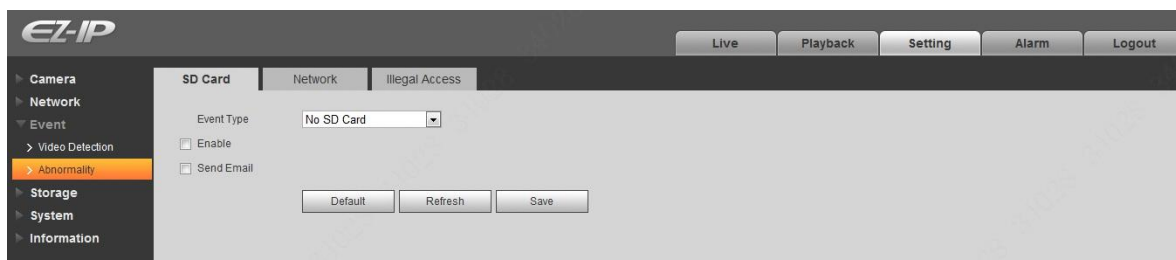 EZ-IP
Live Playback Setting Alarm Logout
Camera
Network
Event
Video Detection
Abnormality
Storage
System
Information
SD Card Network Illegal Access
Event Type No SD Card
Enable
Send Email
Default Refresh Save